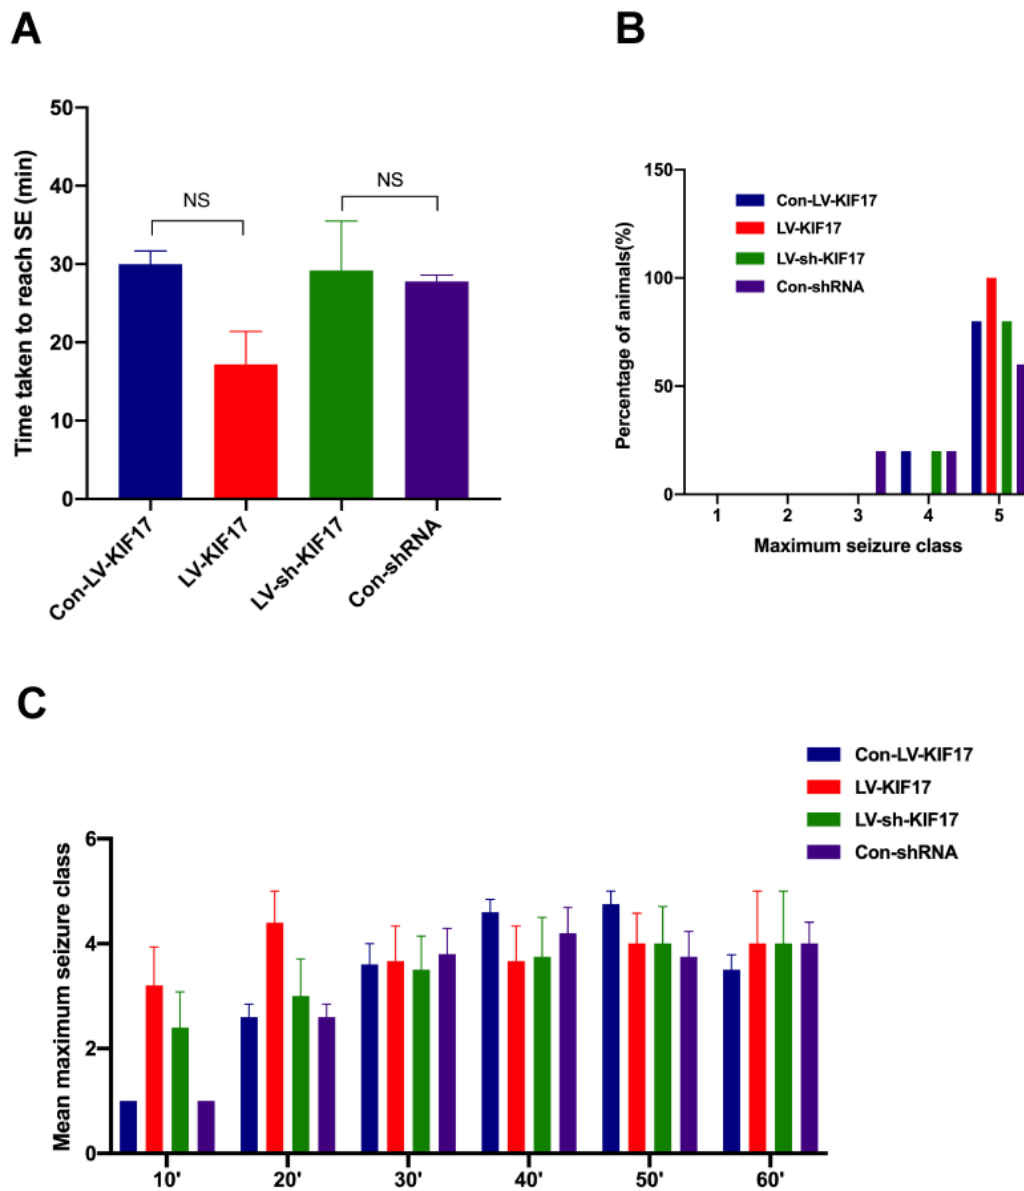 A
B
50
40
30
20
10
0
Time taken to reach SE (min)
NS
NS
Con-LV-KIF17
LV-KIF17
LV-sh-KIF17
Con-shRNA
150
100
50
0
Percentage of animals(%)
Con-LV-KIF17
LV-KIF17
LV-sh-KIF17
Con-shRNA
1 2 3 4 5
Maximum seizure class
C
Con-LV-KIF17
LV-KIF17
LV-sh-KIF17
Con-shRNA
6
4
2
0
Mean maximum seizure class
10' 20' 30' 40' 50' 60'